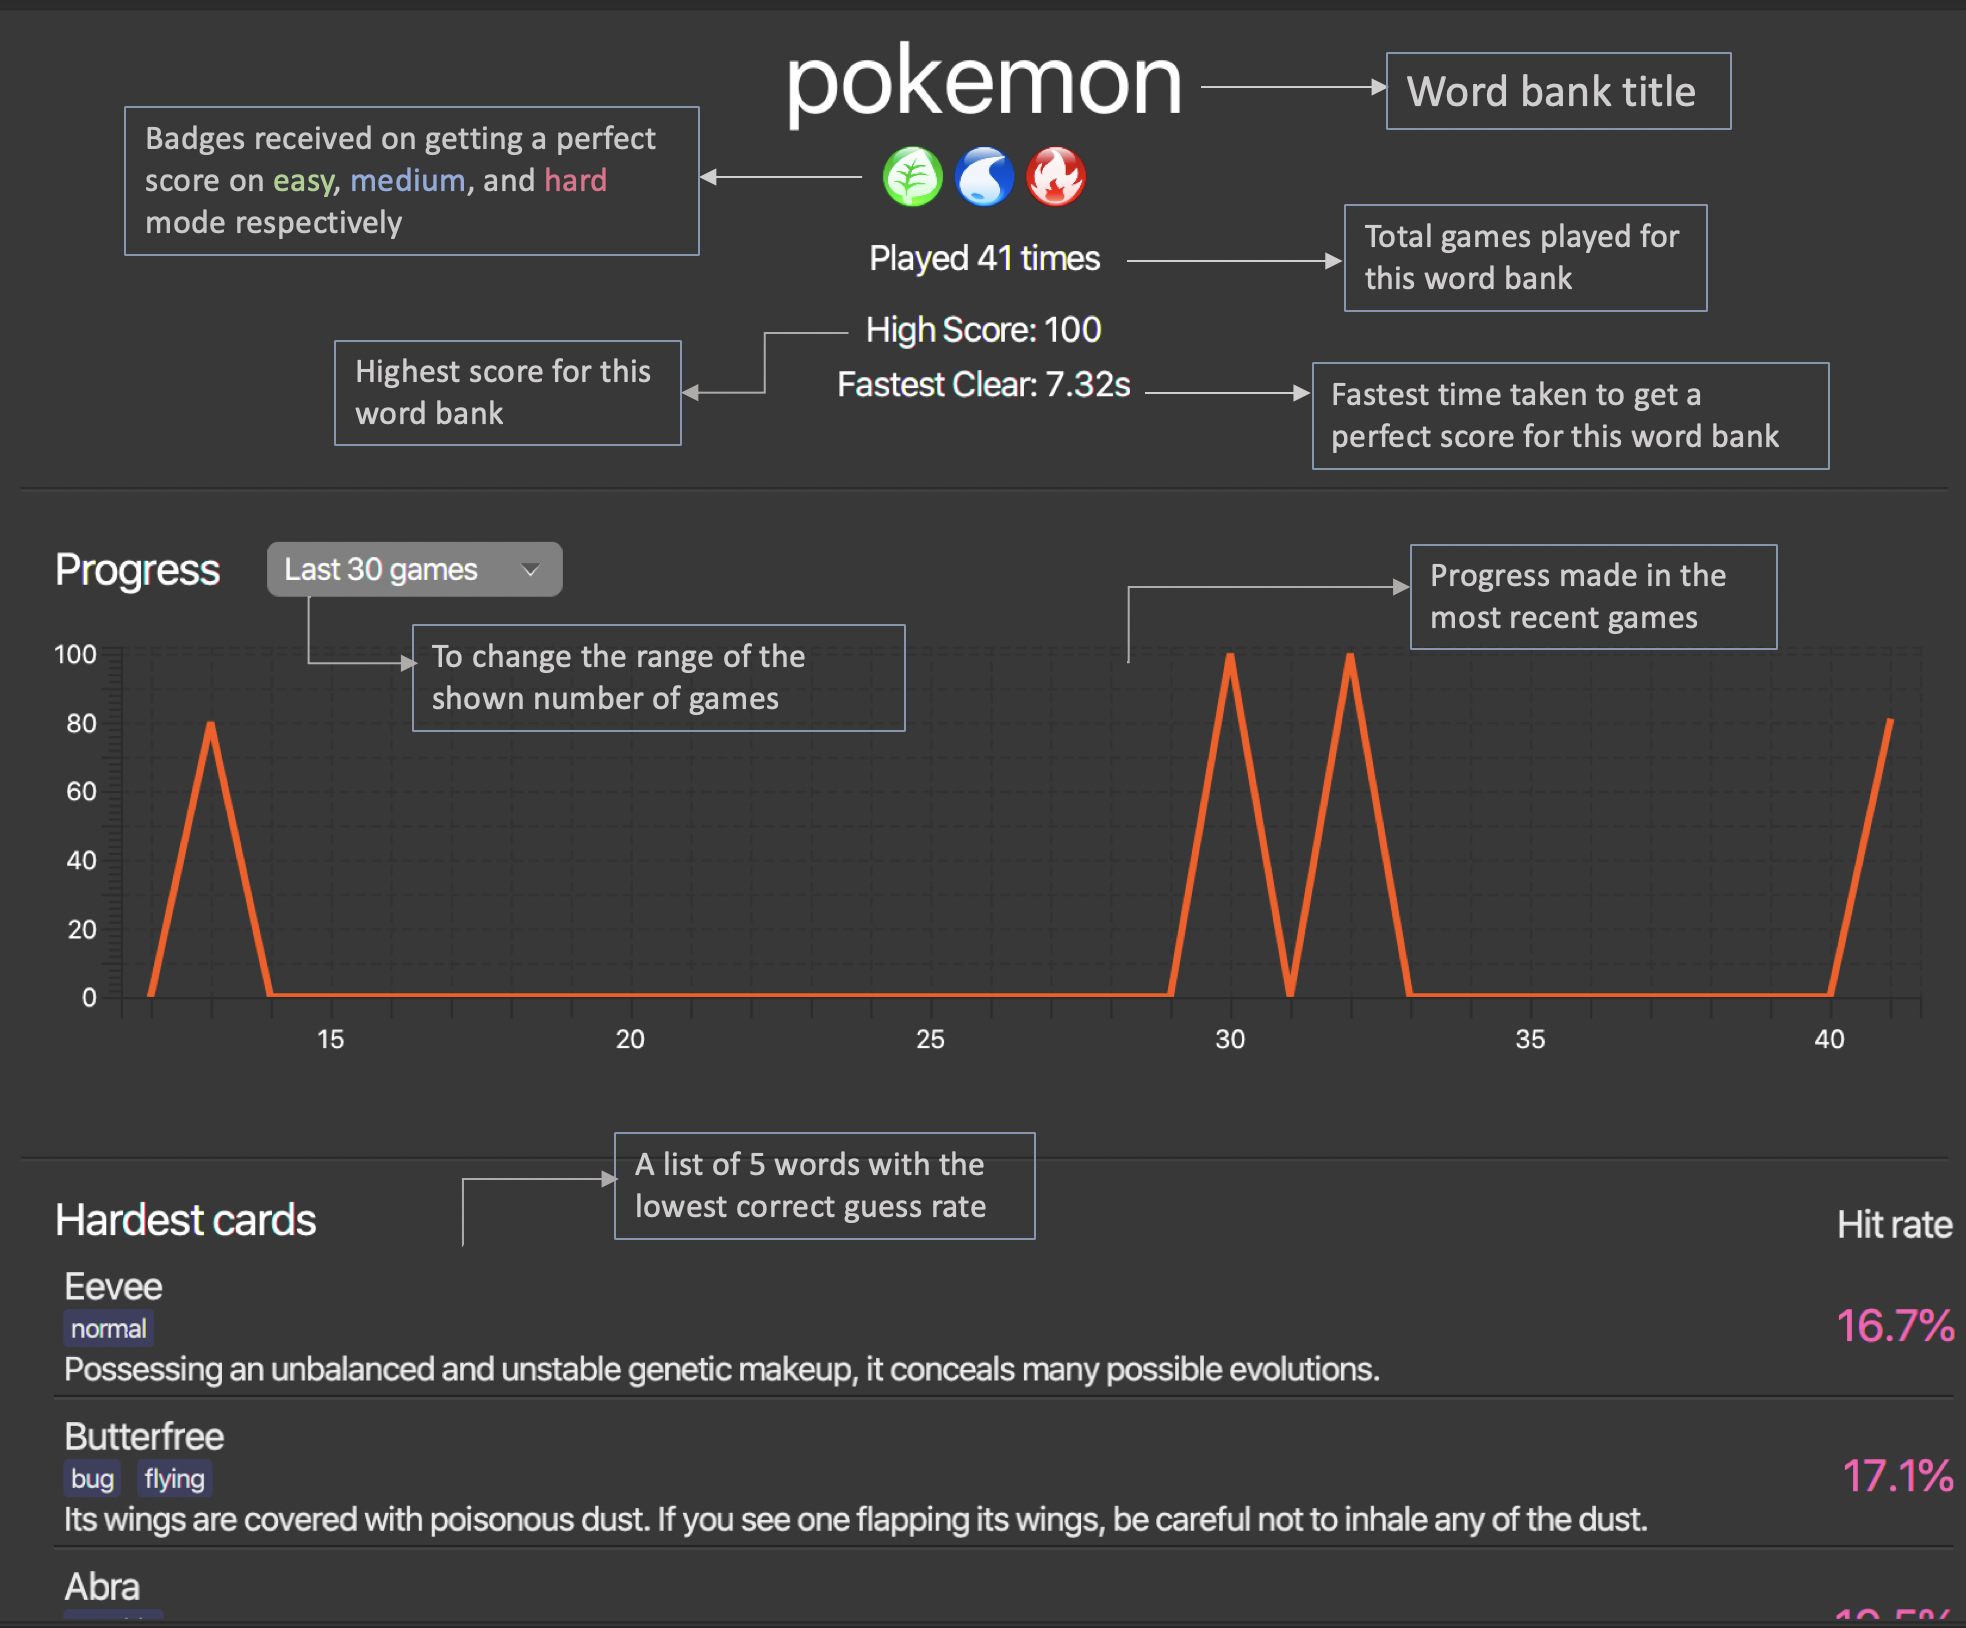 pokemon
Word bank title
Badges received on getting a perfect
score on easy, medium, and hard
mode respectively
Played 41 times
Total games played for
this word bank
High Score: 100
Highest score for this
word bank
Fastest Clear: 7.32s
Fastest time taken to get a
perfect score for this word bank
Progress
Last 30 games
Progress made in the
most recent games
To change the range of the
shown number of games
100
80
60
40
20
0
15 20 25 30 35 40
A list of 5 words with the
lowest correct guess rate
Hardest cards
Hit rate
Eevee
normal
16.7%
Possessing an unbalanced and unstable genetic makeup, it conceals many possible evolutions.
Butterfree
bug flying
17.1%
Its wings are covered with poisonous dust. If you see one flapping its wings, be careful not to inhale any of the dust.
Abra